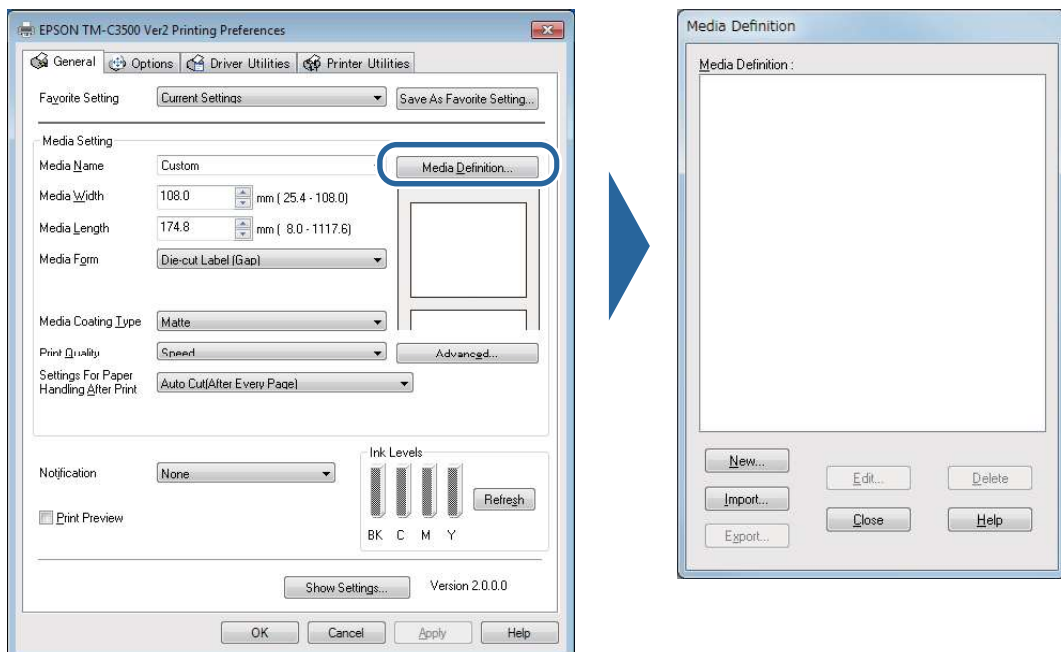 EPSON TM-C3500 Ver2 Printing Preferences
General Options Driver Utilities Printer Utilities
Favorite Setting Current Settings Save As Favorite Setting...
Media Setting
Media Name Custom Media Definition...
Media Width 108.0 mm ( 25.4 - 108.0)
Media Length 174.8 mm ( 8.0 - 1117.6)
Media Form Die-cut Label (Gap)
Media Coating Type Matte
Print Quality Speed Advanced...
Settings For Paper
Handling After Print Auto Cut(After Every Page)
Ink Levels
Notification None
Refresh
Print Preview
BK C M Y
Show Settings... Version 2.0.0.0
OK Cancel Apply Help
Media Definition
Media Definition :
New...
Edit... Delete
Import...
Close Help
Export...